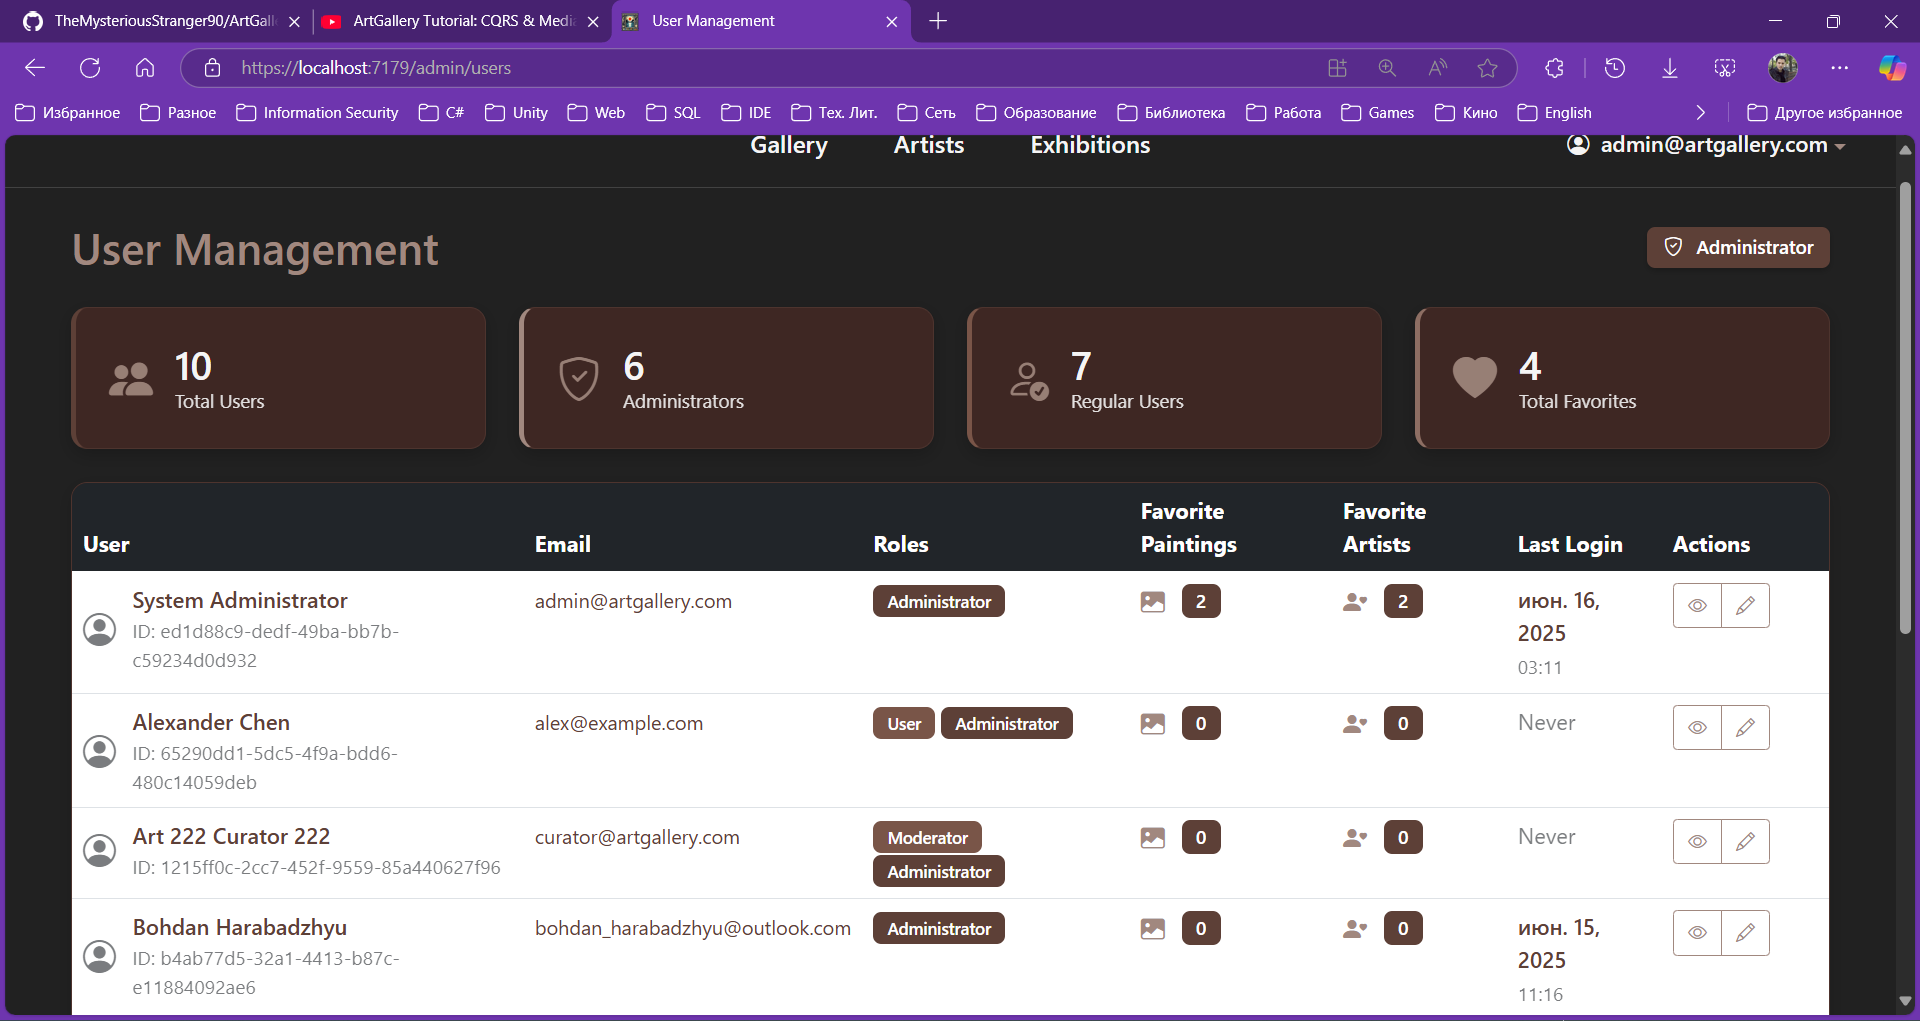 TheMysteriousStranger90/ArtGall
ArtGallery Tutorial: CQRS & Media
User Management
https://localhost:7179/admin/users
Избранное
Разное
Information Security
C#
Unity
Web
SQL
IDE
Тех. Лит.
Сеть
Образование
Библиотека
Работа
Games
Кино
English
Другое избранное
Gallery
Artists
Exhibitions
admin@artgallery.com
User Management
Administrator
10
Total Users
6
Administrators
7
Regular Users
4
Total Favorites
User
Email
Roles
Favorite
Paintings
Favorite
Artists
Last Login
Actions
System Administrator
ID: ed1d88c9-dedf-49ba-bb7b-
c59234d0d932
admin@artgallery.com
Administrator
2
2
июн. 16,
2025
03:11
Alexander Chen
ID: 65290dd1-5dc5-4f9a-bdd6-
480c14059deb
alex@example.com
User
Administrator
0
0
Never
Art 222 Curator 222
ID: 1215ff0c-2cc7-452f-9559-85a440627f96
curator@artgallery.com
Moderator
Administrator
0
0
Never
Bohdan Harabadzhyu
ID: b4ab77d5-32a1-4413-b87c-
e11884092ae6
bohdan_harabadzhyu@outlook.com
Administrator
0
0
июн. 15,
2025
11:16